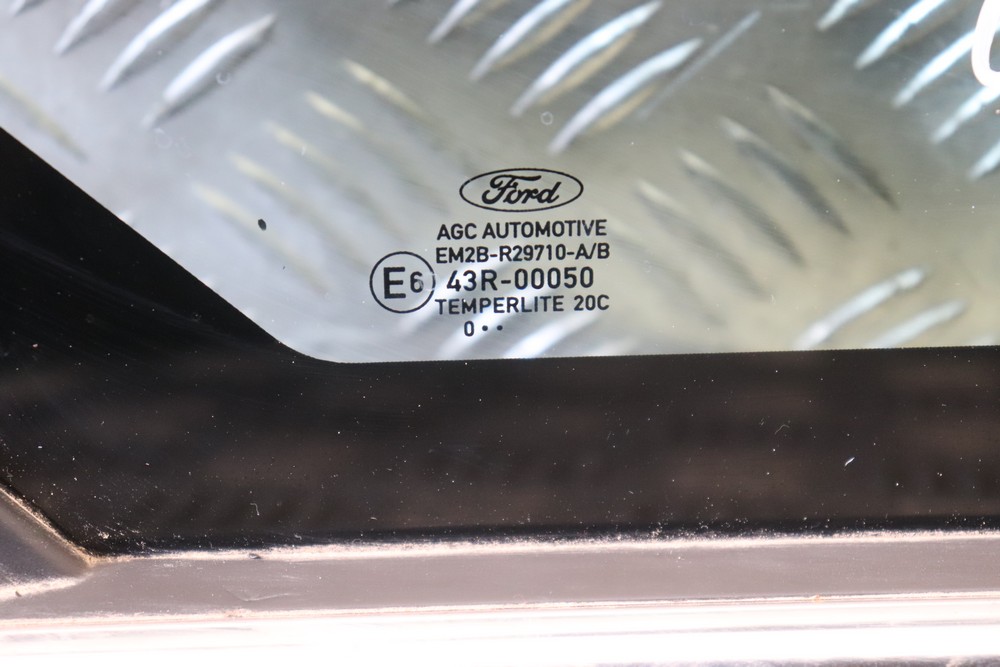 Ford
AGC AUTOMOTIVE
EM2B-R29710-A/B
E6 43R-00050
TEMPERLITE 20C
0••